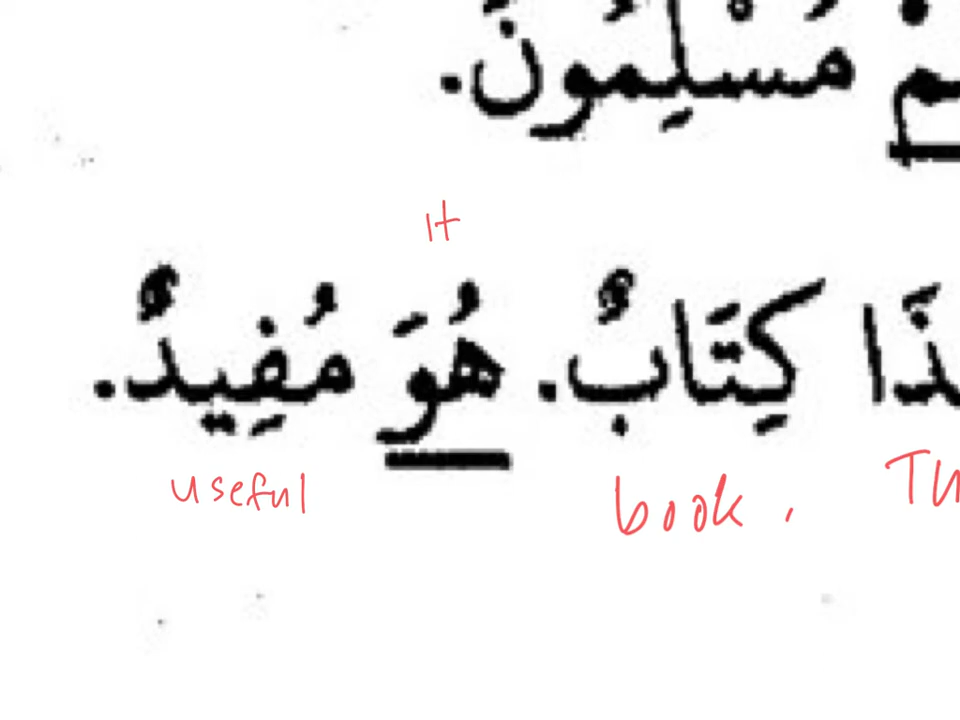 مُسْلِمُونَ.
It
كِتَابٌ. هُوَ مُفِيدٌ.
useful book.